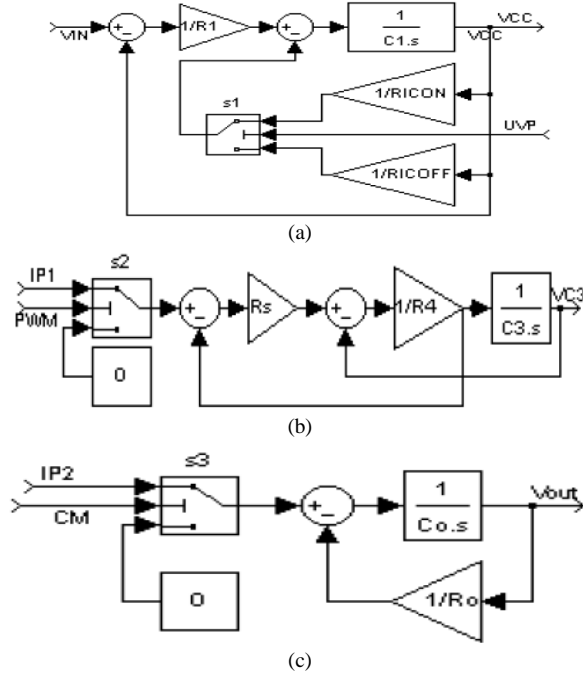 VIN
1/R1
1
C1.s
VCC
VCC
s1
1/RICON
UVP
1/RICOFF
(a)
IP1
s2
PWM
Rs
1/R4
1
C3.s
VC3
0
(b)
IP2
s3
CM
1
Co.s
Vout
0
1/Ro
(c)